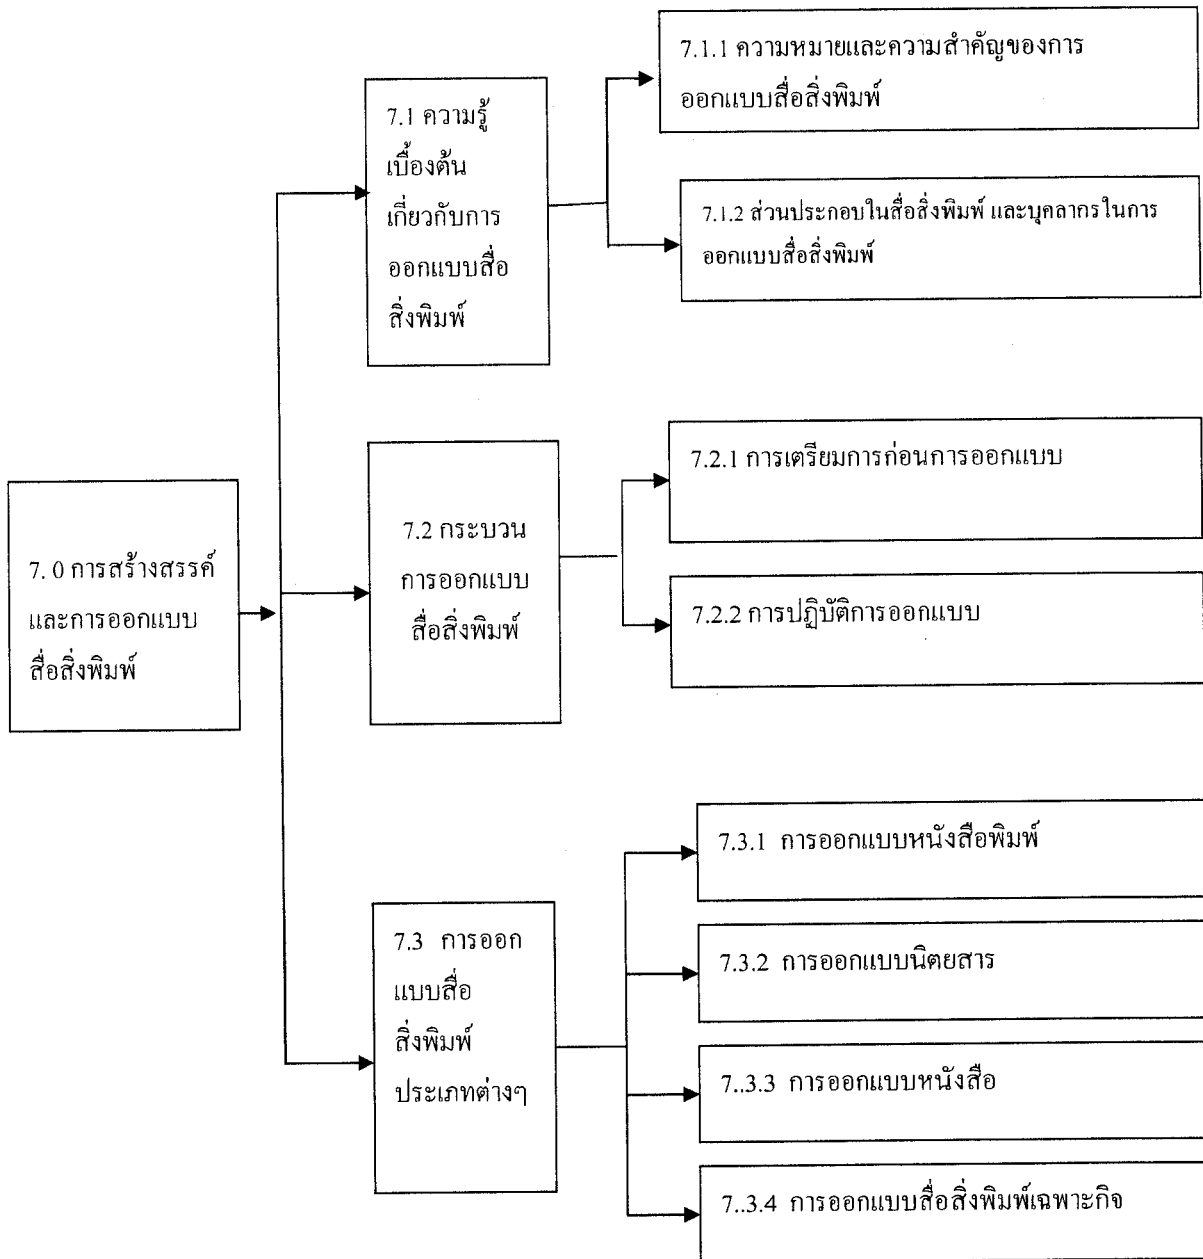 7.1.1 ความหมายและความสำคัญของการ
ออกแบบสื่อสิ่งพิมพ์
7.1 ความรู้
เบื้องต้น
เกี่ยวกับการ
ออกแบบสื่อ
สิ่งพิมพ์
7.1.2 ส่วนประกอบในสื่อสิ่งพิมพ์ และบุคลากรในการ
ออกแบบสื่อสิ่งพิมพ์
7.2.1 การเตรียมการก่อนการออกแบบ
7.2 กระบวน
การออกแบบ
สื่อสิ่งพิมพ์
7.2.2 การปฏิบัติการออกแบบ
7. 0 การสร้างสรรค์
และการออกแบบ
สื่อสิ่งพิมพ์
7.3.1 การออกแบบหนังสือพิมพ์
7.3 การออก
แบบสื่อ
สิ่งพิมพ์
ประเภทต่างๆ
7.3.2 การออกแบบนิตยสาร
7..3.3 การออกแบบหนังสือ
7..3.4 การออกแบบสื่อสิ่งพิมพ์เฉพาะกิจ